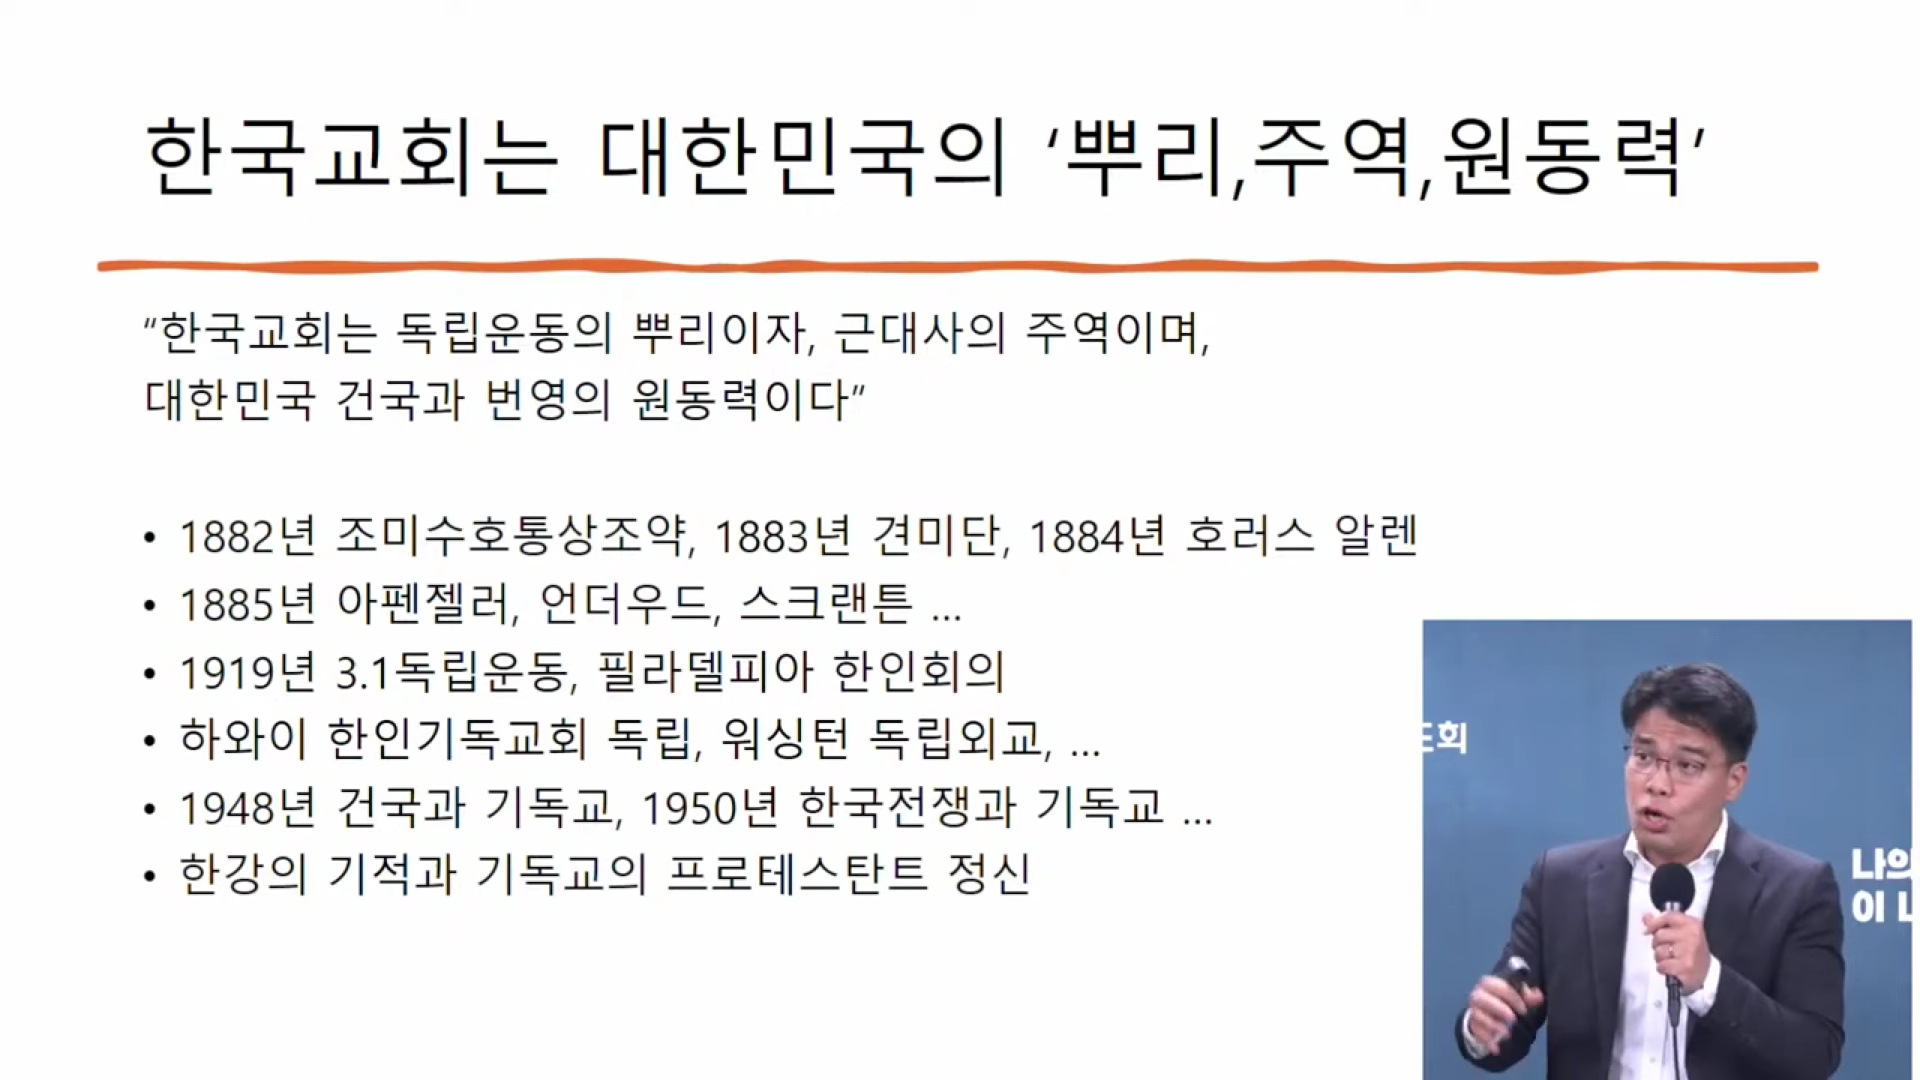 한국교회는 대한민국의 ‘뿌리,주역,원동력’
“한국교회는 독립운동의 뿌리이자, 근대사의 주역이며,
대한민국 건국과 번영의 원동력이다”
• 1882년 조미수호통상조약, 1883년 견미단, 1884년 호러스 알렌
• 1885년 아펜젤러, 언더우드, 스크랜튼 ...
• 1919년 3.1독립운동, 필라델피아 한인회의
• 하와이 한인기독교회 독립, 워싱턴 독립외교, ...
• 1948년 건국과 기독교, 1950년 한국전쟁과 기독교 ...
• 한강의 기적과 기독교의 프로테스탄트 정신
회
나의
이